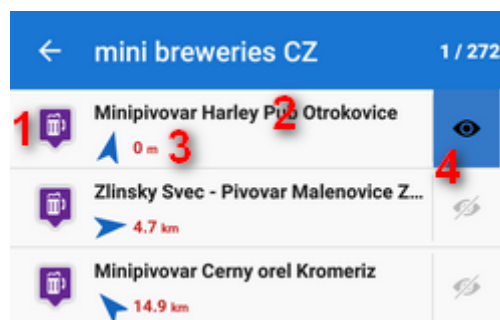 mini breweries CZ 1 / 272
1 Minipivovar Harley Pub Otrokovice 2
0 m 3
4
Zlinsky Svec - Pivovar Malenovice Z...
4.7 km
Minipivovar Cerny orel Kromeriz
14.9 km